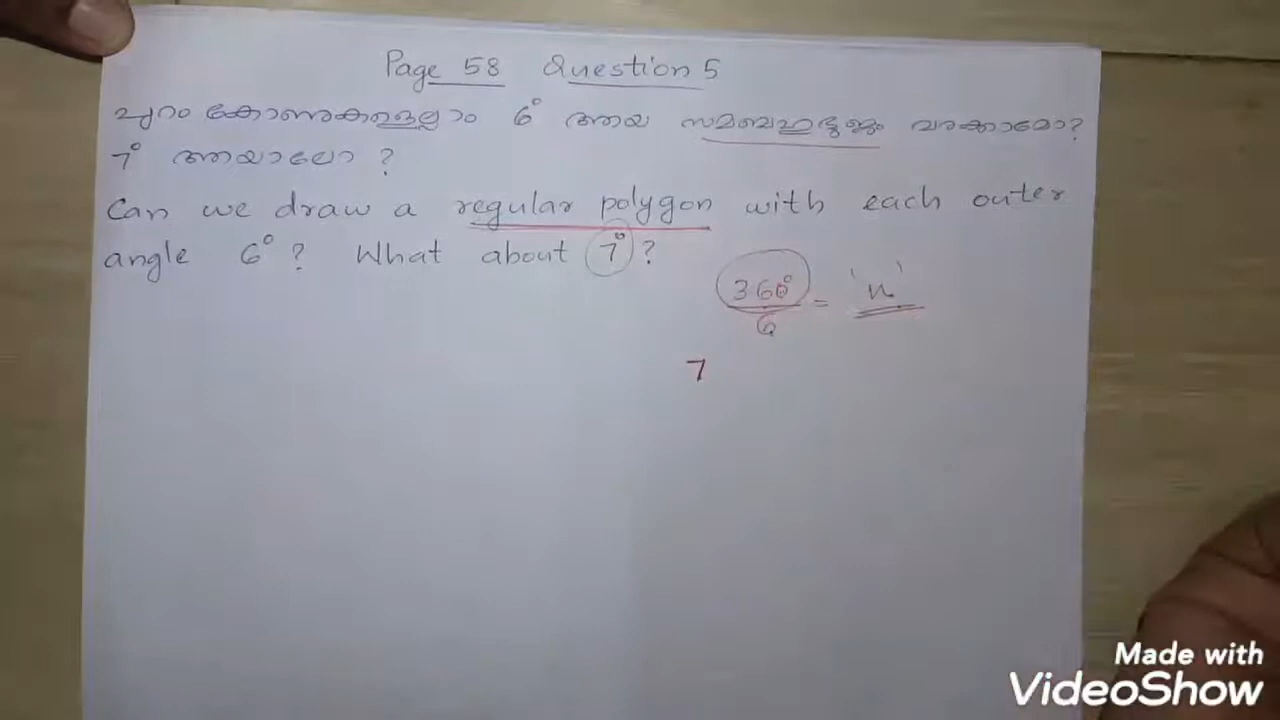 Page 58 Question 5
പുറം കോണുകളെല്ലാം 6° ആയ സമബഹുഭുജം വരക്കാമോ?
7° ആയാലോ ?
Can we draw a regular polygon with each outer
angle 6° ? What about 7° ?
360° / 6 = 'n'
7
Made with
VideoShow